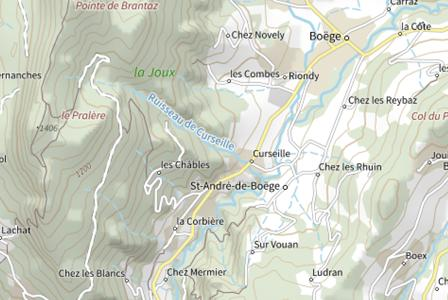 Pointe de Brantaz
Carraz
la Côte
Chez Novely
Boëge
la Joux
les Combes
Riondy
Chez les Reybaz
le Pralère
Col du P
1406
Ruisseau de Curseille
Curseille
1200
les Châbles
Chez les Rhuin
St-André-de-Boëge
la Corbière
Lachat
Sur Vouan
Boex
Chez les Blancs
Chez Mermier
Ludran